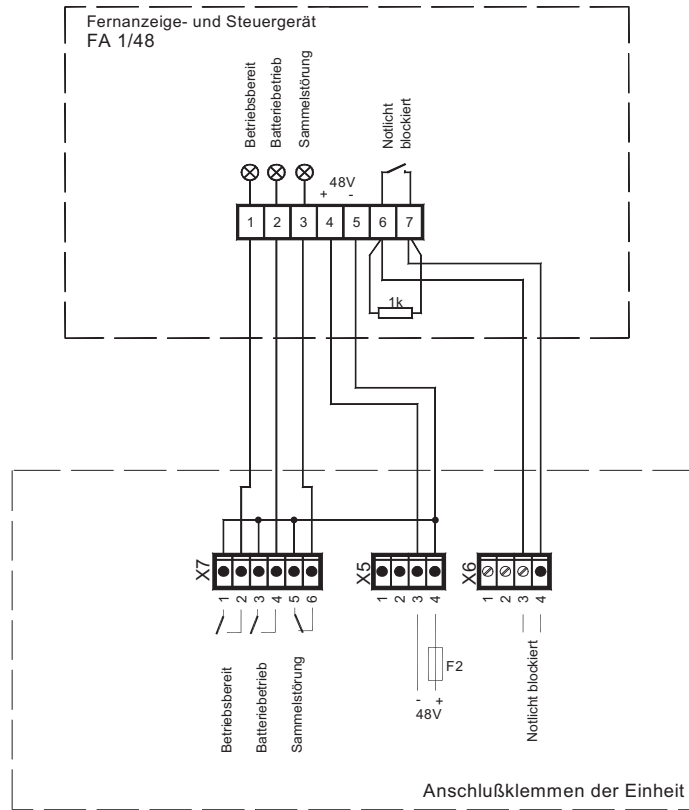 Fernanzeige- und Steuergerät
FA 1/48
Betriebsbereit
Batteriebetrieb
Sammelstörung
Notlicht
blockiert
48V
+ -
1 2 3 4 5 6 7
1k
X7
1 2 3 4 5 6
X5
1 2 3 4
X6
1 2 3 4
Betriebsbereit
Batteriebetrieb
Sammelstörung
F2
- +
48V
Notlicht blockiert
Anschlußklemmen der Einheit